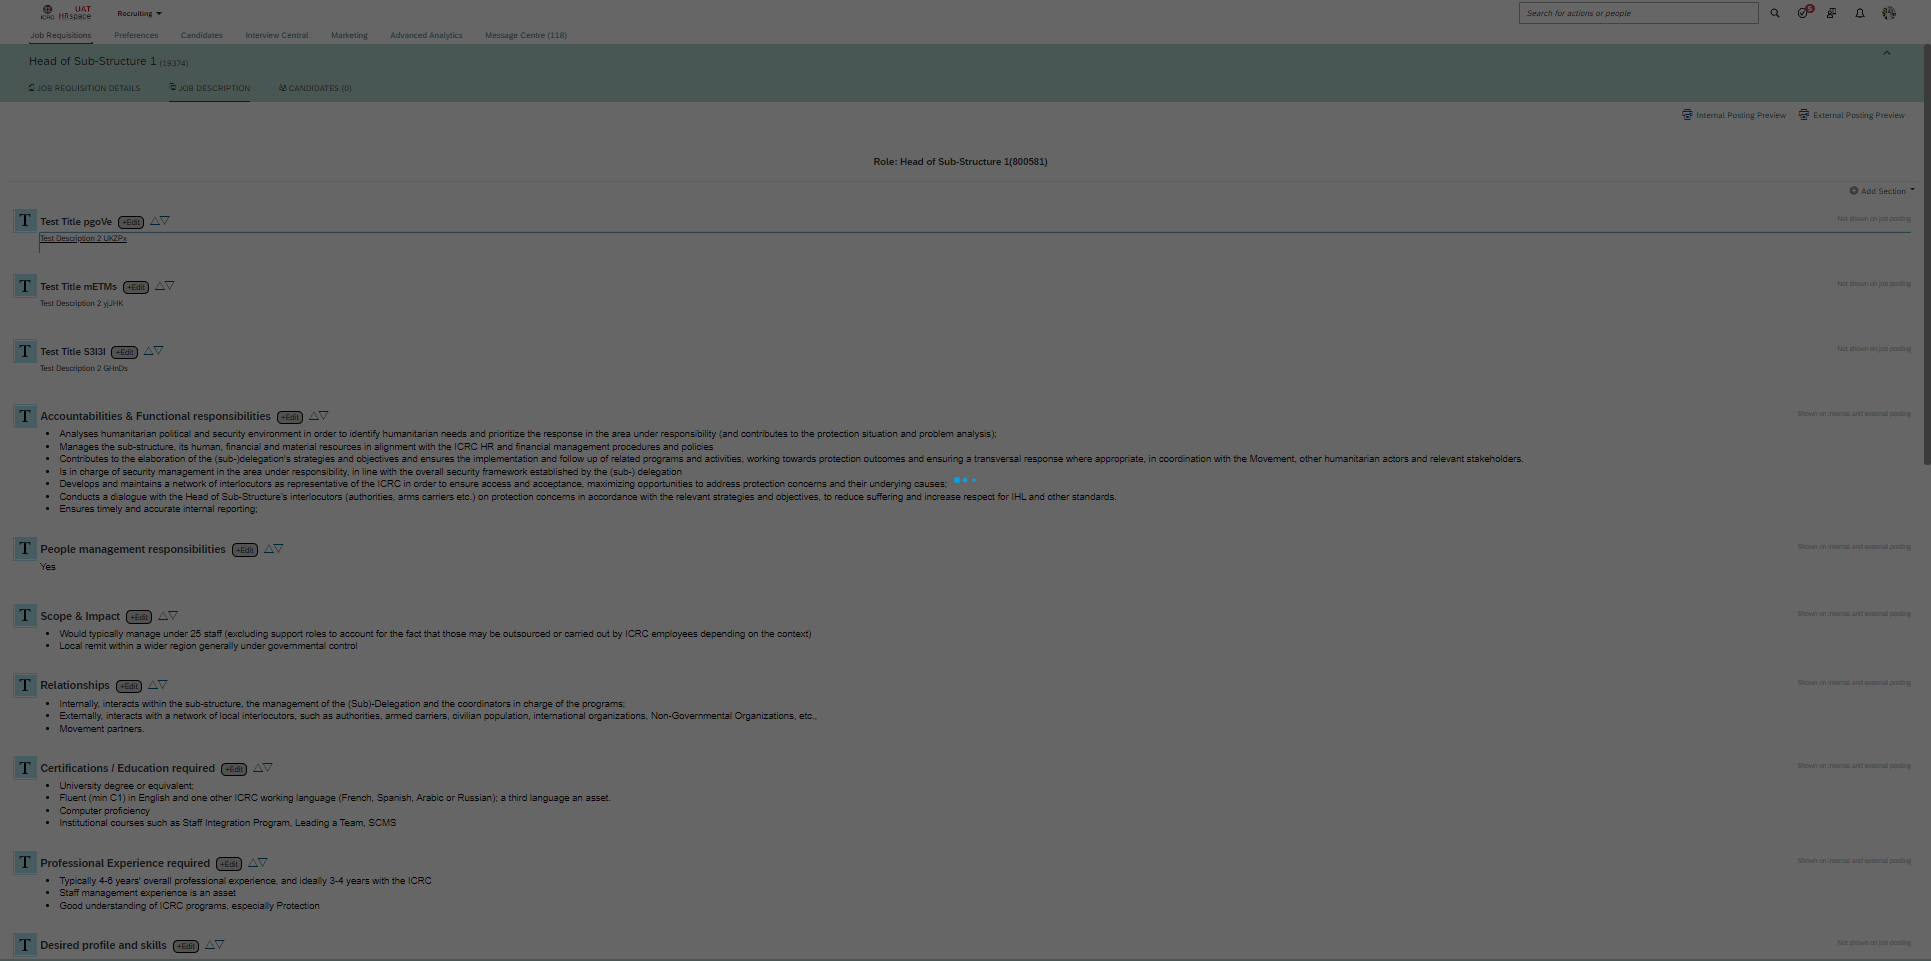 ICRC UAT HRspace
Recruiting
Search for actions or people
5
Job Requisitions Preferences Candidates Interview Central Marketing Advanced Analytics Message Centre (118)
Head of Sub-Structure 1 (19374)
JOB REQUISITION DETAILS JOB DESCRIPTION CANDIDATES (0)
Internal Posting Preview External Posting Preview
Role: Head of Sub-Structure 1(800581)
Add Section
T Test Title pgoVe +Edit Not shown on job posting
Test Description 2 UKZPx
T Test Title mETMs +Edit Not shown on job posting
Test Description 2 yjJHK
T Test Title S3I3I +Edit Not shown on job posting
Test Description 2 GHnDs
T Accountabilities & Functional responsibilities +Edit Shown on internal and external posting
• Analyses humanitarian political and security environment in order to identify humanitarian needs and prioritize the response in the area under responsibility (and contributes to the protection situation and problem analysis);
• Manages the sub-structure, its human, financial and material resources in alignment with the ICRC HR and financial management procedures and policies
• Contributes to the elaboration of the (sub-)delegation's strategies and objectives and ensures the implementation and follow up of related programs and activities, working towards protection outcomes and ensuring a transversal response where appropriate, in coordination with the Movement, other humanitarian actors and relevant stakeholders.
• Is in charge of security management in the area under responsibility, in line with the overall security framework established by the (sub-) delegation
• Develops and maintains a network of interlocutors as representative of the ICRC in order to ensure access and acceptance, maximizing opportunities to address protection concerns and their underlying causes;
• Conducts a dialogue with the Head of Sub-Structure's interlocutors (authorities, arms carriers etc.) on protection concerns in accordance with the relevant strategies and objectives, to reduce suffering and increase respect for IHL and other standards.
• Ensures timely and accurate internal reporting;
T People management responsibilities +Edit Shown on internal and external posting
Yes
T Scope & Impact +Edit Shown on internal and external posting
• Would typically manage under 25 staff (excluding support roles to account for the fact that those may be outsourced or carried out by ICRC employees depending on the context)
• Local remit within a wider region generally under governmental control
T Relationships +Edit Shown on internal and external posting
• Internally, interacts within the sub-structure, the management of the (Sub)-Delegation and the coordinators in charge of the programs;
• Externally, interacts with a network of local interlocutors, such as authorities, armed carriers, civilian population, international organizations, Non-Governmental Organizations, etc.,
• Movement partners.
T Certifications / Education required +Edit Shown on internal and external posting
• University degree or equivalent;
• Fluent (min C1) in English and one other ICRC working language (French, Spanish, Arabic or Russian); a third language an asset.
• Computer proficiency
• Institutional courses such as Staff Integration Program, Leading a Team, SCMS
T Professional Experience required +Edit Shown on internal and external posting
• Typically 4-6 years' overall professional experience, and ideally 3-4 years with the ICRC
• Staff management experience is an asset
• Good understanding of ICRC programs, especially Protection
T Desired profile and skills +Edit Not shown on job posting